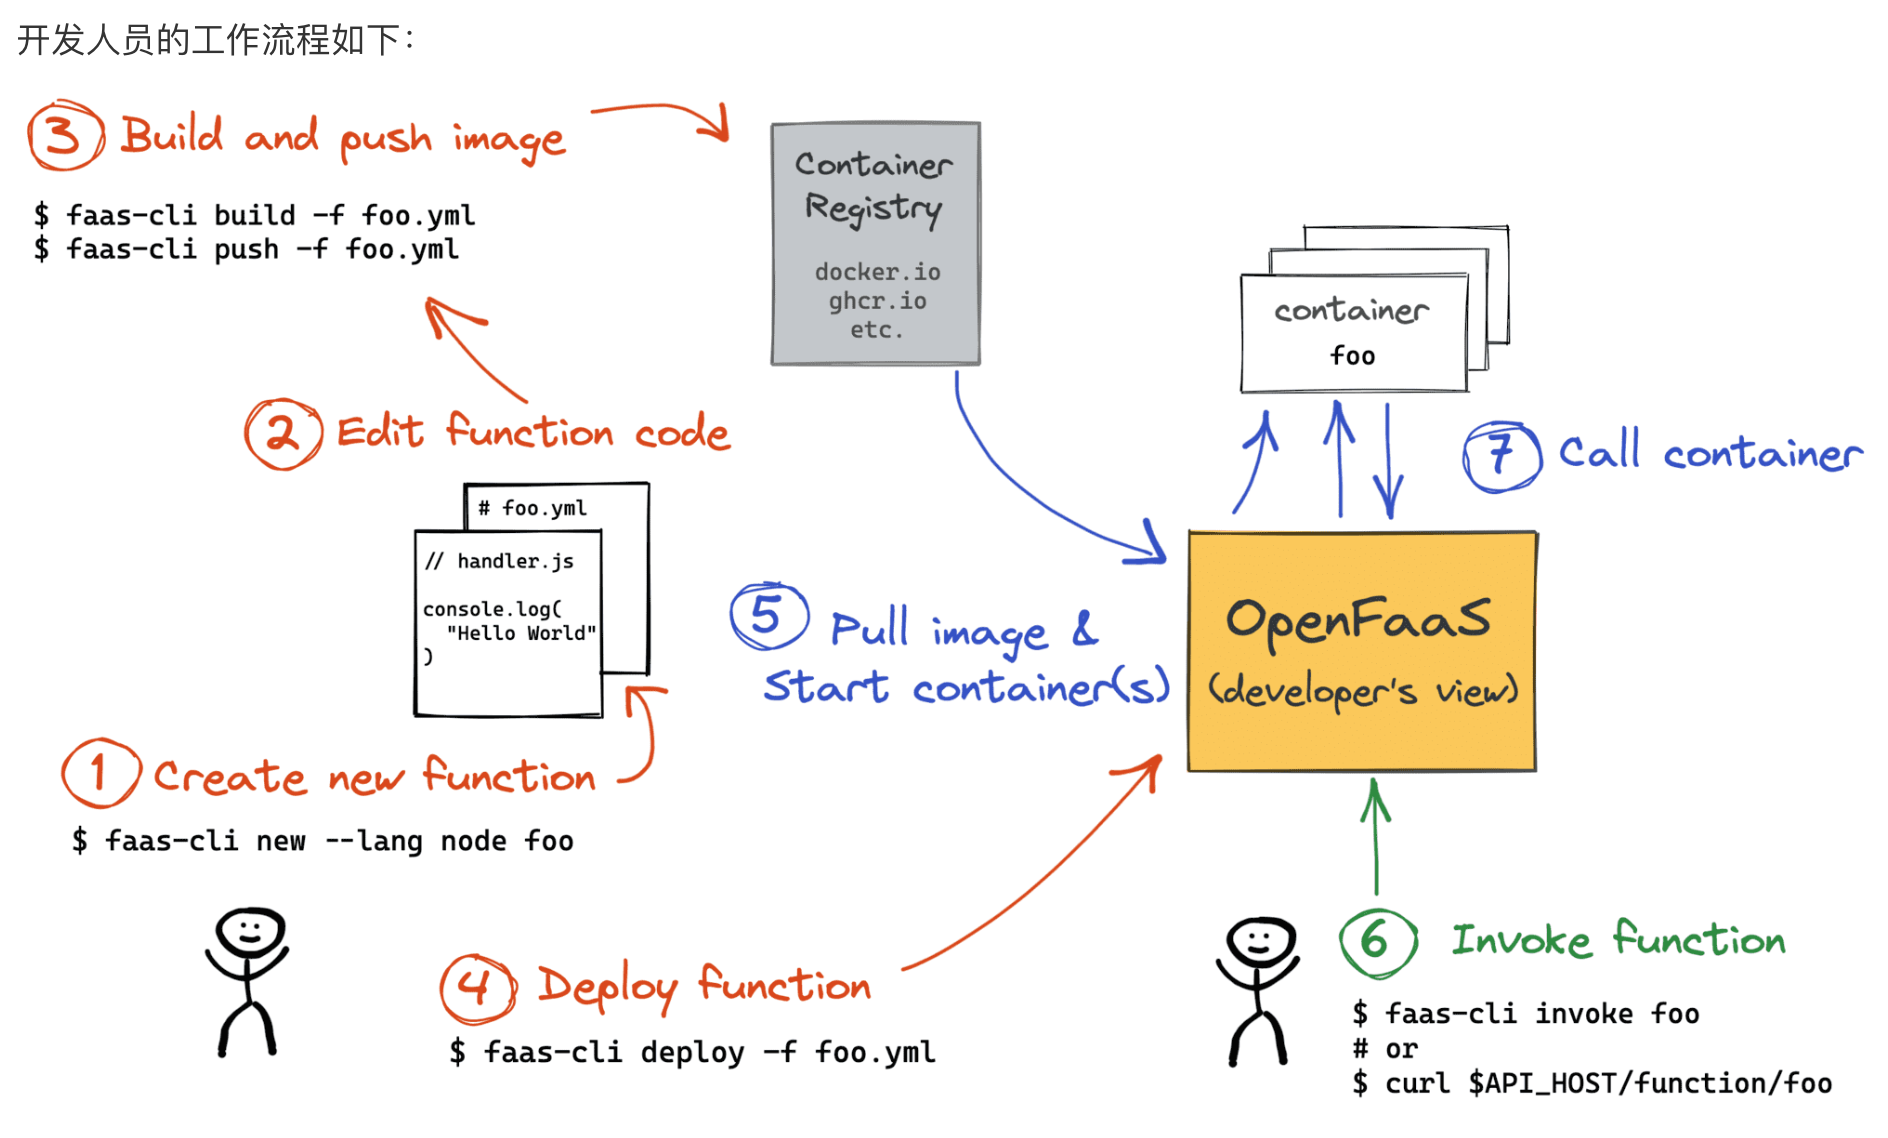 开发人员的工作流程如下：
3 Build and push image
$ faas-cli build -f foo.yml
$ faas-cli push -f foo.yml
Container
Registry
docker.io
ghcr.io
etc.
container
foo
2 Edit function code
# foo.yml
// handler.js
console.log(
"Hello World"
)
7 Call container
5 Pull image &
Start container(s)
OpenFaaS
(developer's view)
1 Create new function
$ faas-cli new --lang node foo
4 Deploy function
$ faas-cli deploy -f foo.yml
6 Invoke function
$ faas-cli invoke foo
# or
$ curl $API_HOST/function/foo